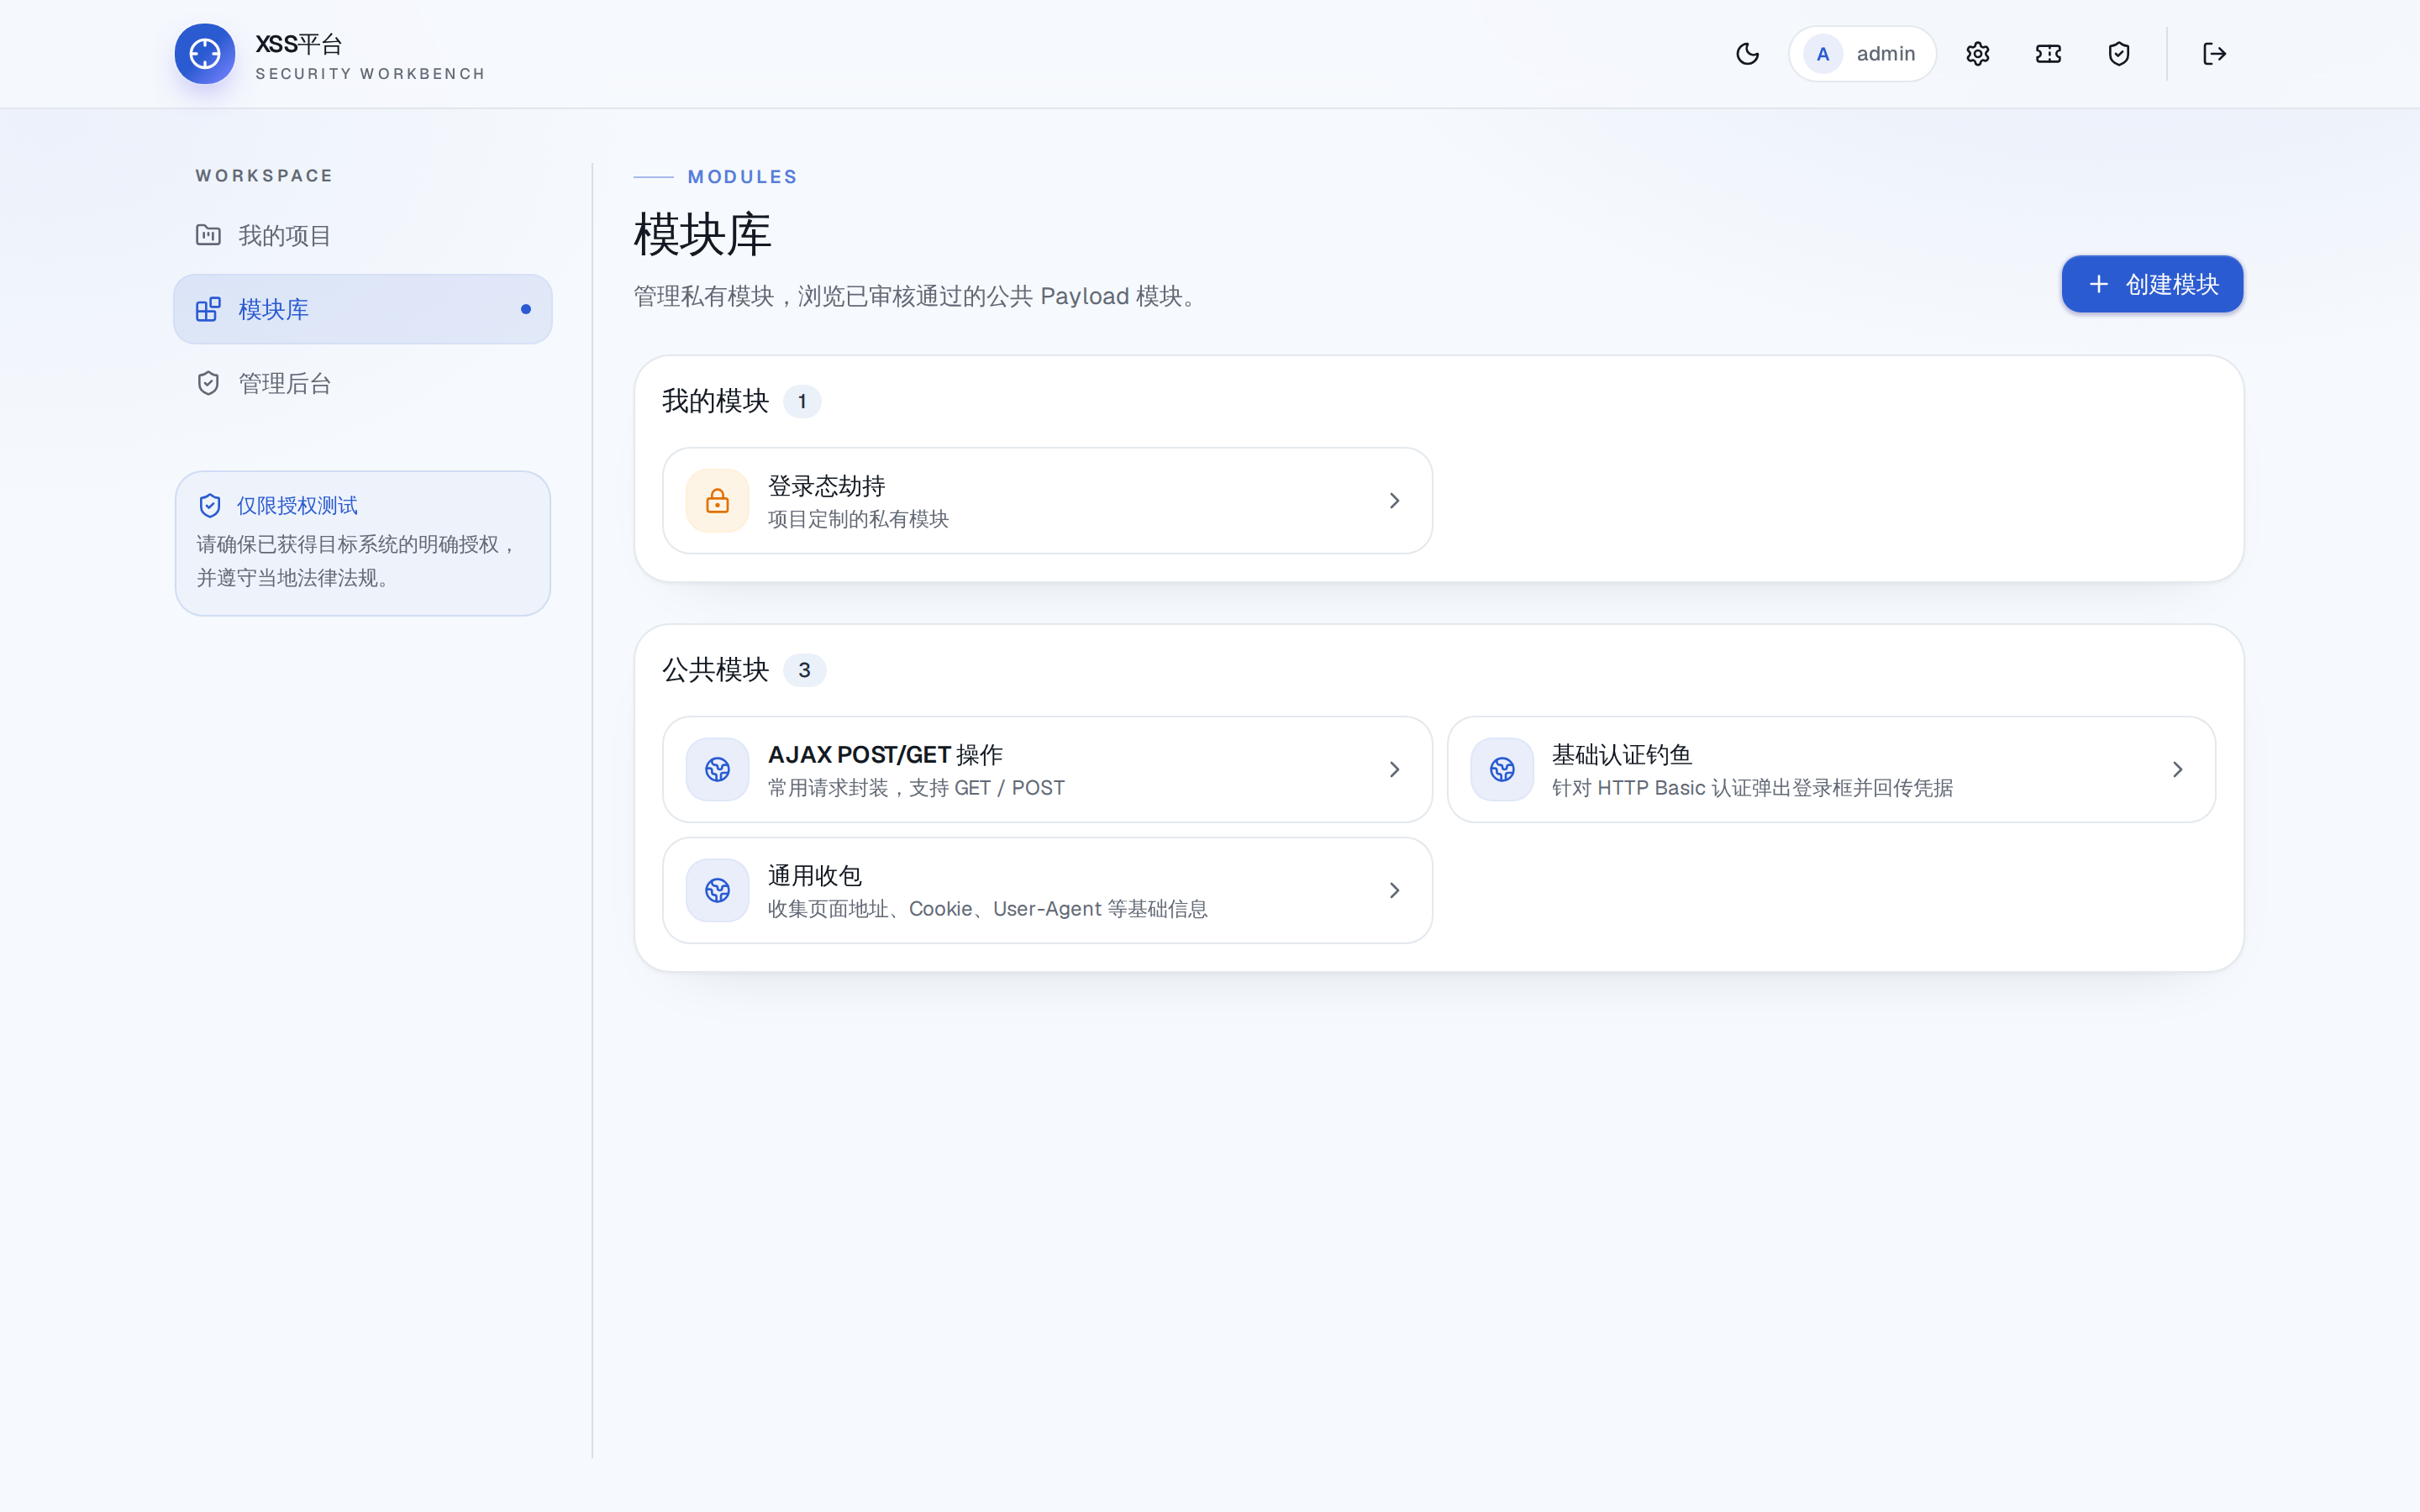 XSS平台
SECURITY WORKBENCH
A admin
WORKSPACE
我的项目
模块库
管理后台
仅限授权测试
请确保已获得目标系统的明确授权，
并遵守当地法律法规。
MODULES
模块库
管理私有模块，浏览已审核通过的公共 Payload 模块。
创建模块
我的模块 1
登录态劫持
项目定制的私有模块
公共模块 3
AJAX POST/GET 操作
常用请求封装，支持 GET / POST
基础认证钓鱼
针对 HTTP Basic 认证弹出登录框并回传凭据
通用收包
收集页面地址、Cookie、User-Agent 等基础信息